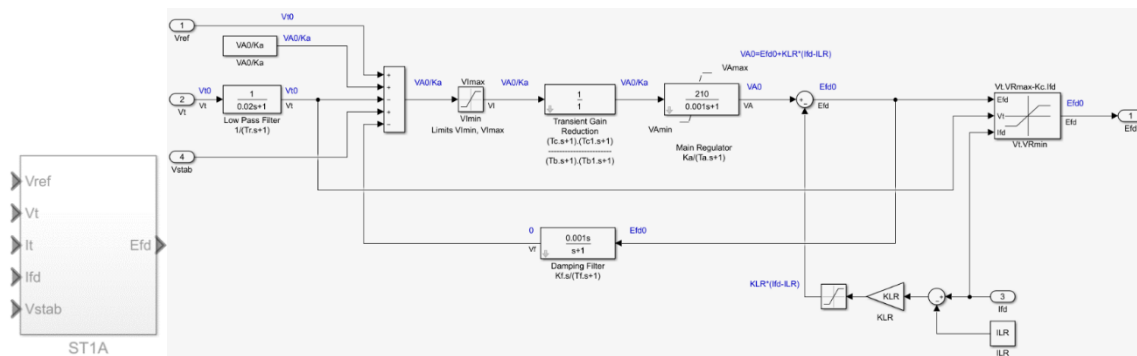 Vref
Vt
It
Ifd
Vstab
Efd
ST1A
1
Vref
Vt0
VA0/Ka
VA0/Ka
VA0/Ka
2
Vt
Vt0
1
0.02s+1
Low Pass Filter
1/(Tr.s+1)
Vt0
Vt
4
Vstab
+
+
-
+
-
VA0/Ka
VImax
VImin
Limits VImin, VImax
VA0/Ka
VI
1
1
Transient Gain
Reduction
(Tc.s+1).(Tc1.s+1)
(Tb.s+1).(Tb1.s+1)
VA0/Ka
VA0=Efd0+KLR*(Ifd-ILR)
VAmax
210
0.001s+1
VAmin
Main Regulator
Ka/(Ta.s+1)
VA0
VA
Efd0
Efd
Vt.VRmax-Kc.Ifd
Efd
Vt
Ifd
Vt.VRmin
Efd0
Efd
1
Efd
0
Vf
0.001s
s+1
Damping Filter
Kf.s/(Tf.s+1)
Efd0
KLR*(Ifd-ILR)
KLR
KLR
3
Ifd
ILR
ILR